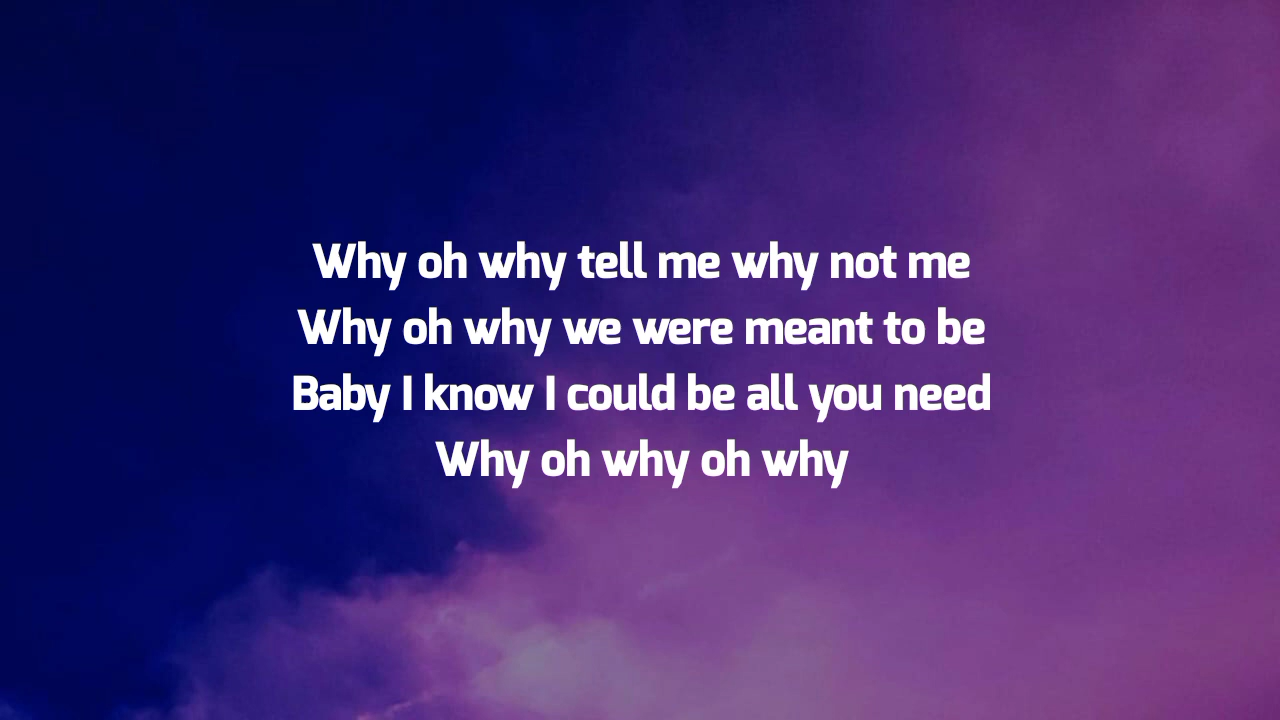 Why oh why tell me why not me
Why oh why we were meant to be
Baby I know I could be all you need
Why oh why oh why